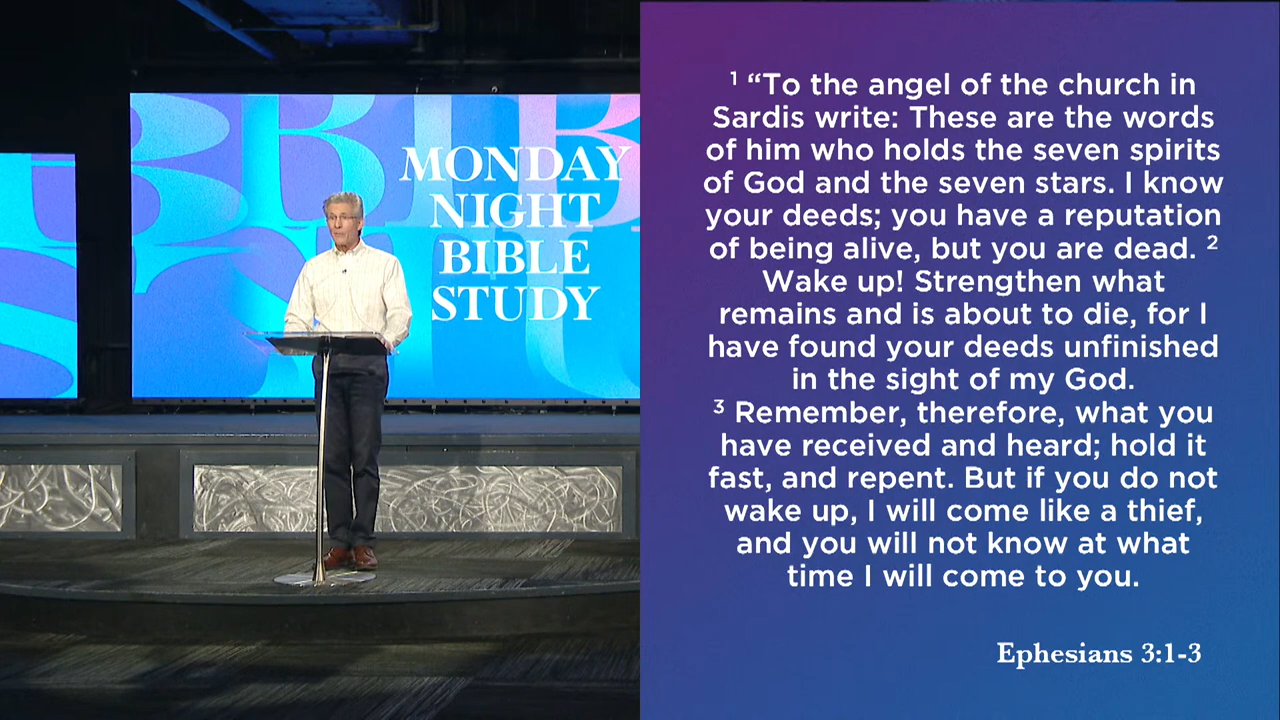 MONDAY
NIGHT
BIBLE
STUDY
¹ “To the angel of the church in
Sardis write: These are the words
of him who holds the seven spirits
of God and the seven stars. I know
your deeds; you have a reputation
of being alive, but you are dead. ²
Wake up! Strengthen what
remains and is about to die, for I
have found your deeds unfinished
in the sight of my God.
³ Remember, therefore, what you
have received and heard; hold it
fast, and repent. But if you do not
wake up, I will come like a thief,
and you will not know at what
time I will come to you.
Ephesians 3:1-3